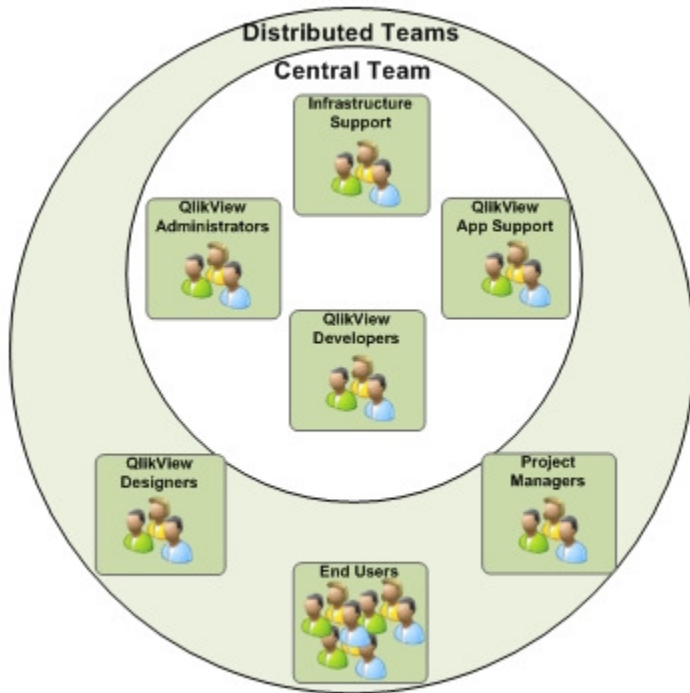 Distributed Teams
Central Team
Infrastructure
Support
QlikView
Administrators
QlikView
App Support
QlikView
Developers
QlikView
Designers
Project
Managers
End Users